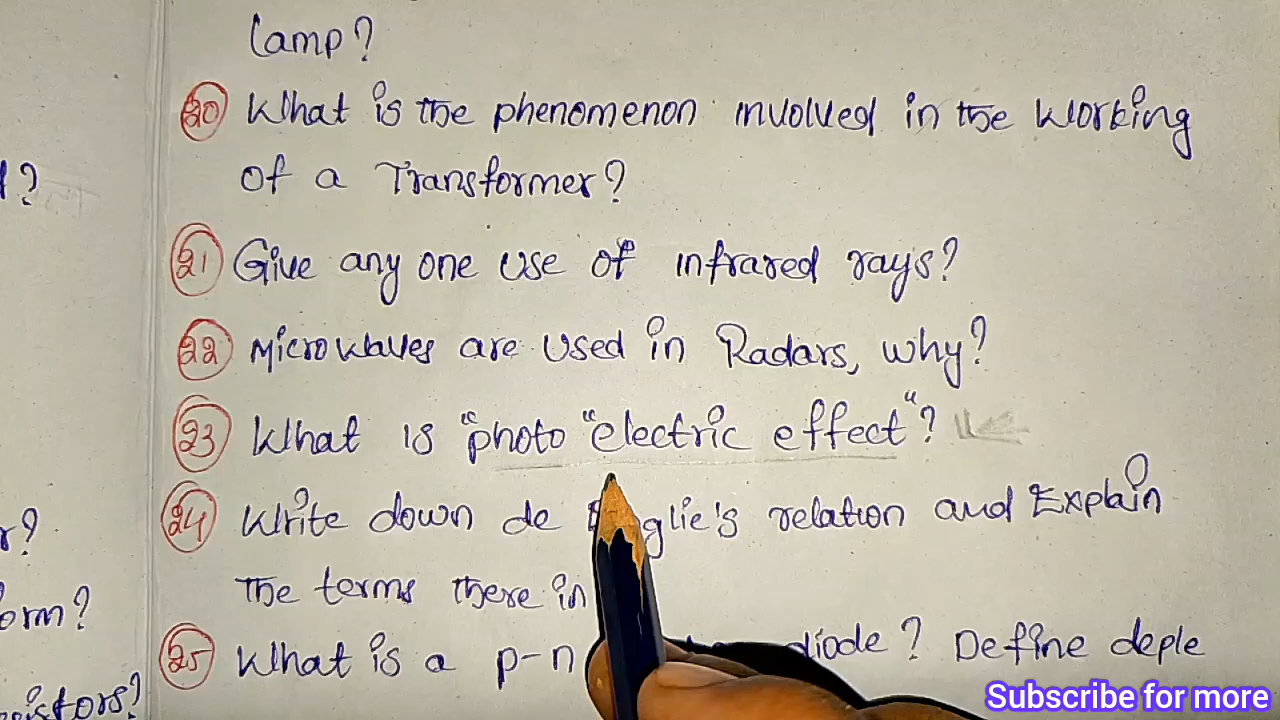 Lamp?
20 What is the phenomenon involved in the working
of a Transformer?
21 Give any one use of infrared rays?
22 Microwaves are used in Radars, why?
23 What is "photo "electric effect"?
24 Write down de glie's relation and Explain
the terms there in
25 What is a p-n diode? Define deple
?
r?
orm?
istors?
Subscribe for more